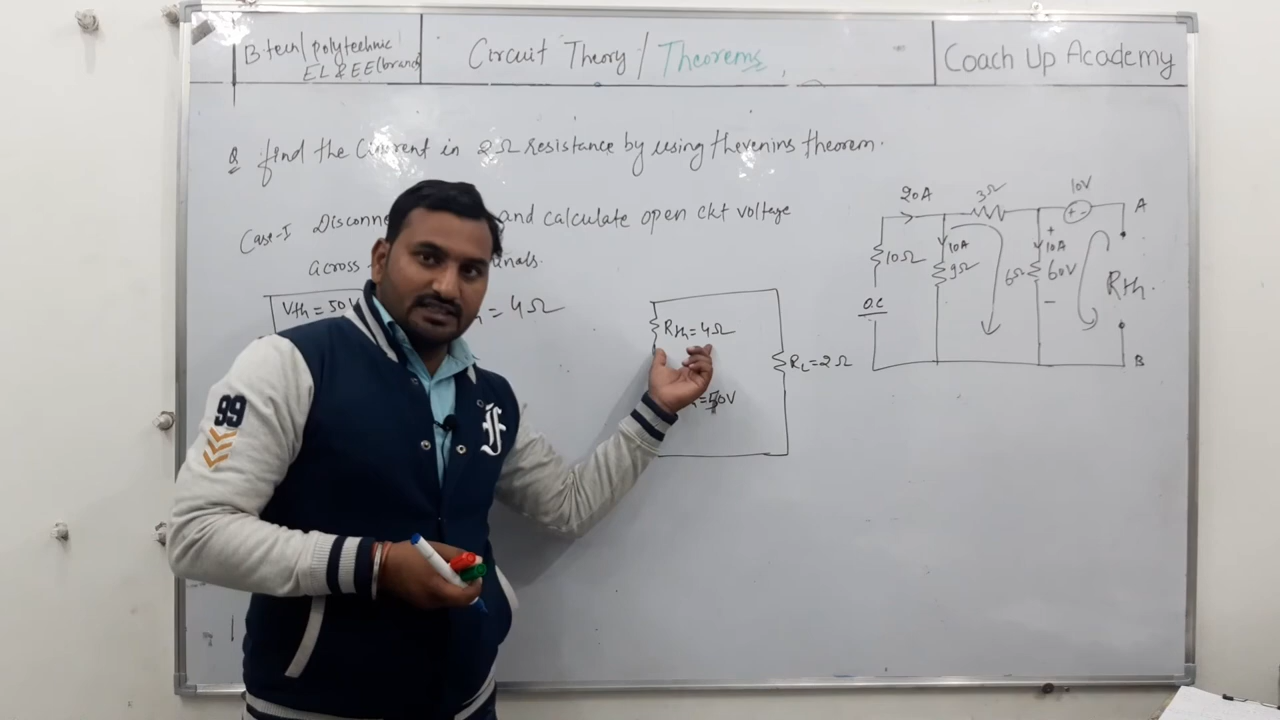 B tech/polytechnic
EL & EE(branch)
Circuit Theory/Theorems
Coach Up Academy
Q find the Current in 2Ω resistance by using thevenins theorem.
Case-I and calculate open ckt voltage
across
Vth = 50V
= 4Ω
Rth=4Ω
=50V
RL=2Ω
20A
3Ω
10V
A
10Ω
10A
9Ω
+
10A
6Ω
60V
-
+ -
Rth.
O.C
B
99